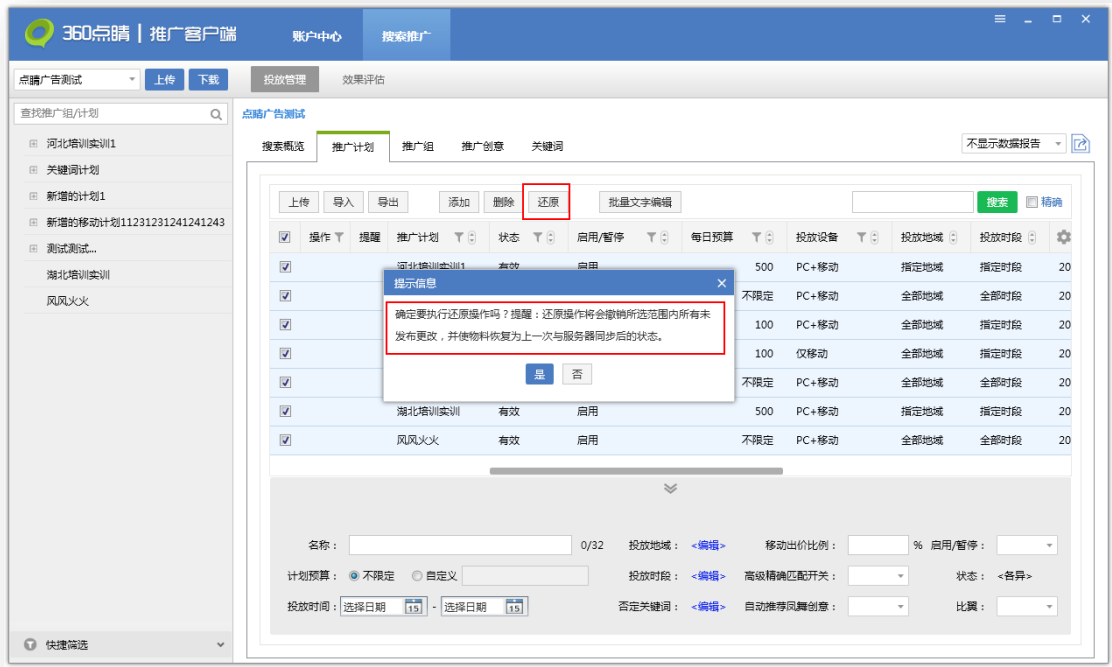 360点睛 | 推广客户端 账户中心 搜索推广
点睛广告测试 上传 下载 投放管理 效果评估
查找推广组/计划
河北培训实训1
关键词计划
新增的计划1
新增的移动计划11231231241241243
测试测试...
湖北培训实训
风风火火
快捷筛选
点睛广告测试
搜索概览 推广计划 推广组 推广创意 关键词 不显示数据报告
上传 导入 导出 添加 删除 还原 批量文字编辑 搜索 精确
操作 提醒 推广计划 状态 启用/暂停 每日预算 投放设备 投放地域 投放时段
河北培训实训1 有效 启用 500 PC+移动 指定地域 指定时段 20
不限定 PC+移动 全部地域 全部时段 20
100 PC+移动 全部地域 指定时段 20
100 仅移动 全部地域 指定时段 20
不限定 PC+移动 全部地域 全部时段 20
湖北培训实训 有效 启用 500 PC+移动 指定地域 指定时段 20
风风火火 有效 启用 不限定 PC+移动 全部地域 全部时段 20
提示信息
确定要执行还原操作吗？提醒：还原操作将会撤销所选范围内所有未
发布更改，并使物料恢复为上一次与服务器同步后的状态。
是 否
名称： 0/32 投放地域： <编辑> 移动出价比例： % 启用/暂停：
计划预算： 不限定 自定义 投放时段： <编辑> 高级精确匹配开关： 状态： <各异>
投放时间： 选择日期 15 - 选择日期 15 否定关键词： <编辑> 自动推荐凤舞创意： 比翼：